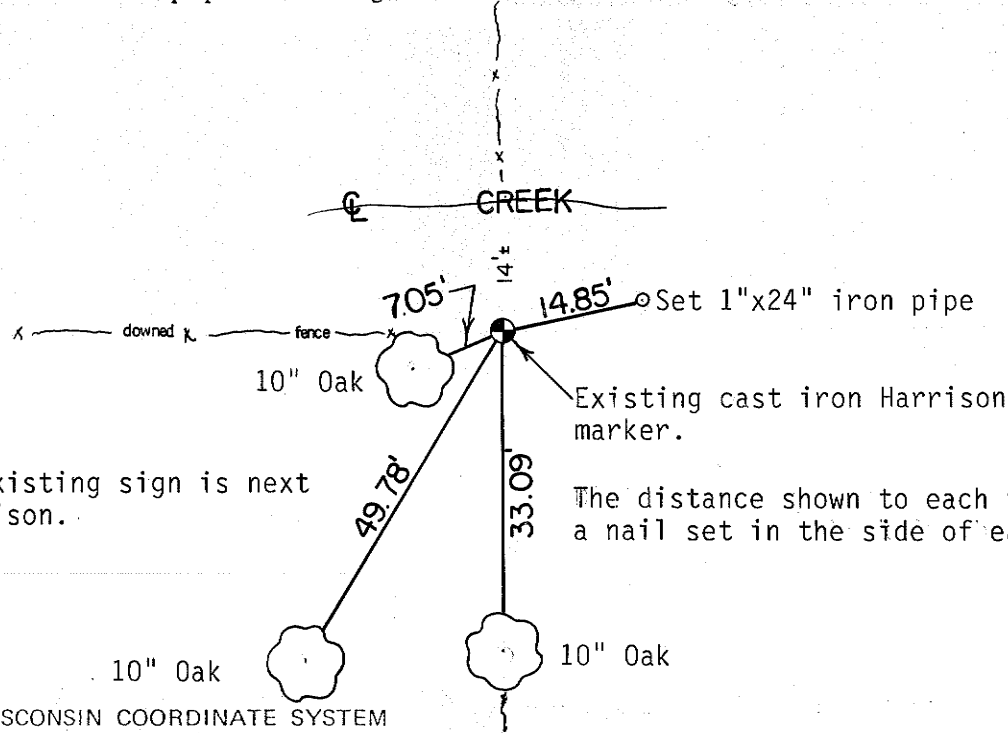 ℄ CREEK
14'±
7.05'
14.85'
Set 1"x24" iron pipe
x downed x fence x
10" Oak
Existing cast iron Harrison
marker.
xisting sign is next
son.
49.78'
33.09'
The distance shown to each
a nail set in the side of e
10" Oak
10" Oak
SCONSIN COORDINATE SYSTEM